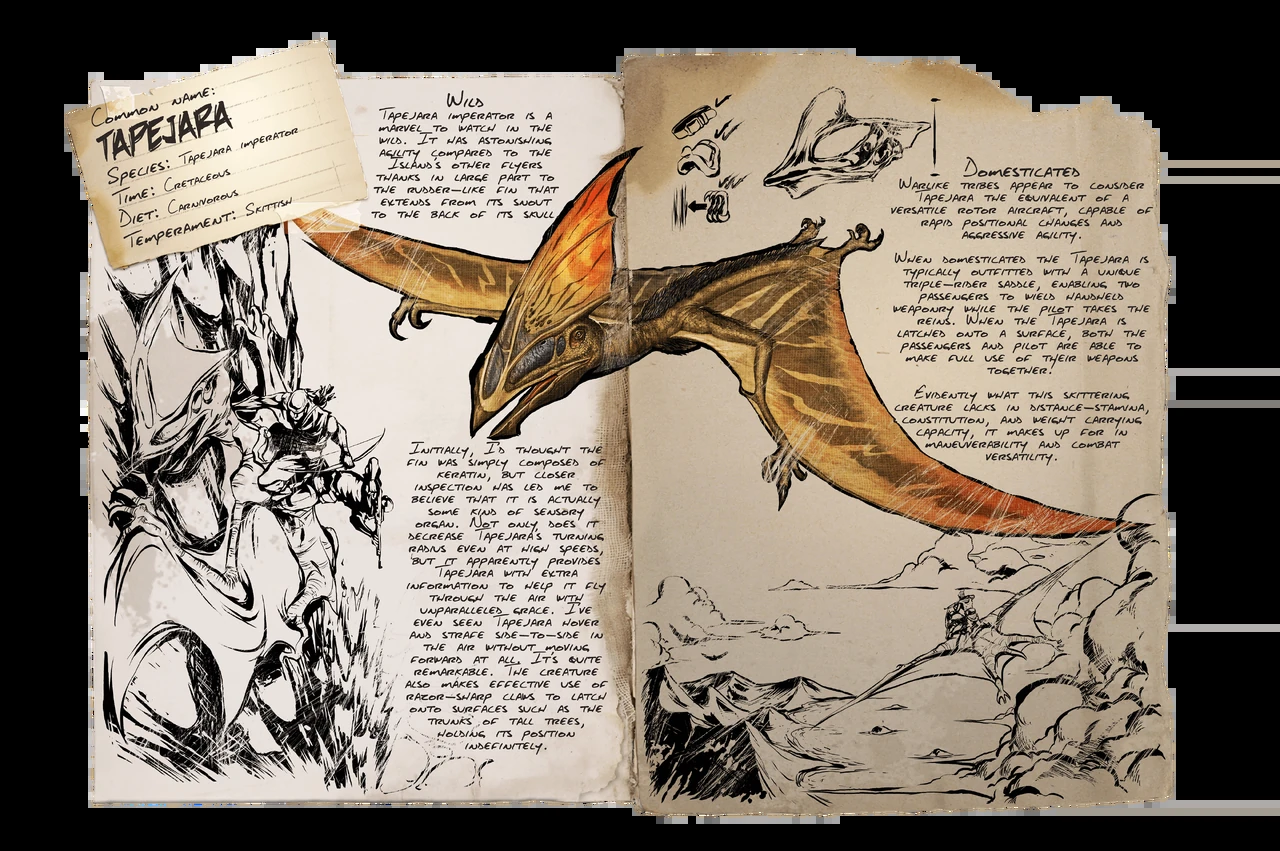 Common name:
TAPEJARA
Species: Tapejara imperator
Time: Cretaceous
Diet: Carnivorous
Temperament: Skittish
Wild
Tapejara imperator is a
marvel to watch in the
wild. It has astonishing
agility compared to the
Island's other flyers
thanks in large part to
the rudder-like fin that
extends from its snout
to the back of its skull
Initially, I'd thought the
fin was simply composed of
keratin, but closer
inspection has led me to
believe that it is actually
some kind of sensory
organ. Not only does it
decrease Tapejara's turning
radius even at high speeds,
but it apparently provides
Tapejara with extra
information to help it fly
through the air with
unparalleled grace. I've
even seen Tapejara hover
and strafe side-to-side in
the air without moving
forward at all. It's quite
remarkable. The creature
also makes effective use of
razor-sharp claws to latch
onto surfaces such as the
trunks of tall trees,
holding its position
indefinitely.
Domesticated
Warlike tribes appear to consider
Tapejara the equivalent of a
versatile rotor aircraft, capable of
rapid positional changes and
aggressive agility.
When domesticated the Tapejara is
typically outfitted with a unique
triple-rider saddle, enabling two
passengers to wield handheld
weaponry while the pilot takes the
reins. When the Tapejara is
latched onto a surface, both the
passengers and pilot are able to
make full use of their weapons
together!
Evidently what this skittering
creature lacks in distance-stamina,
constitution, and weight carrying
capacity, it makes up for in
maneuverability and combat
versatility.